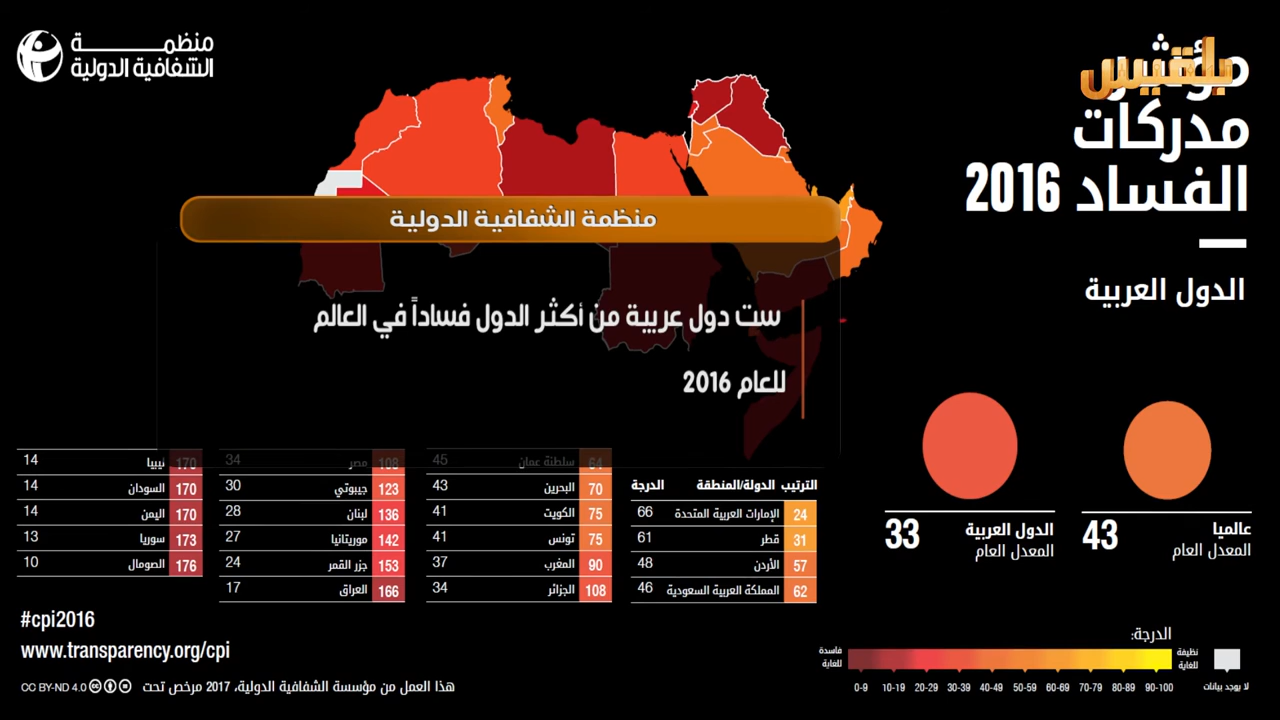 منظمة
الشفافية الدولية
بلقيس
مؤشر
مدركات
الفساد 2016
الدول العربية
منظمة الشفافية الدولية
ست دول عربية من أكثر الدول فساداً في العالم
للعام 2016
عالميا
المعدل العام
43
الدول العربية
المعدل العام
33
الترتيب الدولة/المنطقة الدرجة
24 الإمارات العربية المتحدة 66
31 قطر 61
57 الأردن 48
62 المملكة العربية السعودية 46
64 سلطنة عمان 45
70 البحرين 43
75 الكويت 41
75 تونس 41
90 المغرب 37
108 الجزائر 34
108 مصر 34
123 جيبوتي 30
136 لبنان 28
142 موريتانيا 27
153 جزر القمر 24
166 العراق 17
170 ليبيا 14
170 السودان 14
170 اليمن 14
173 سوريا 13
176 الصومال 10
#cpi2016
www.transparency.org/cpi
CC BY-ND 4.0
هذا العمل من مؤسسة الشفافية الدولية، 2017 مرخص تحت
الدرجة:
فاسدة للغاية
نظيفة للغاية
0-9 10-19 20-29 30-39 40-49 50-59 60-69 70-79 80-89 90-100
لا يوجد بيانات